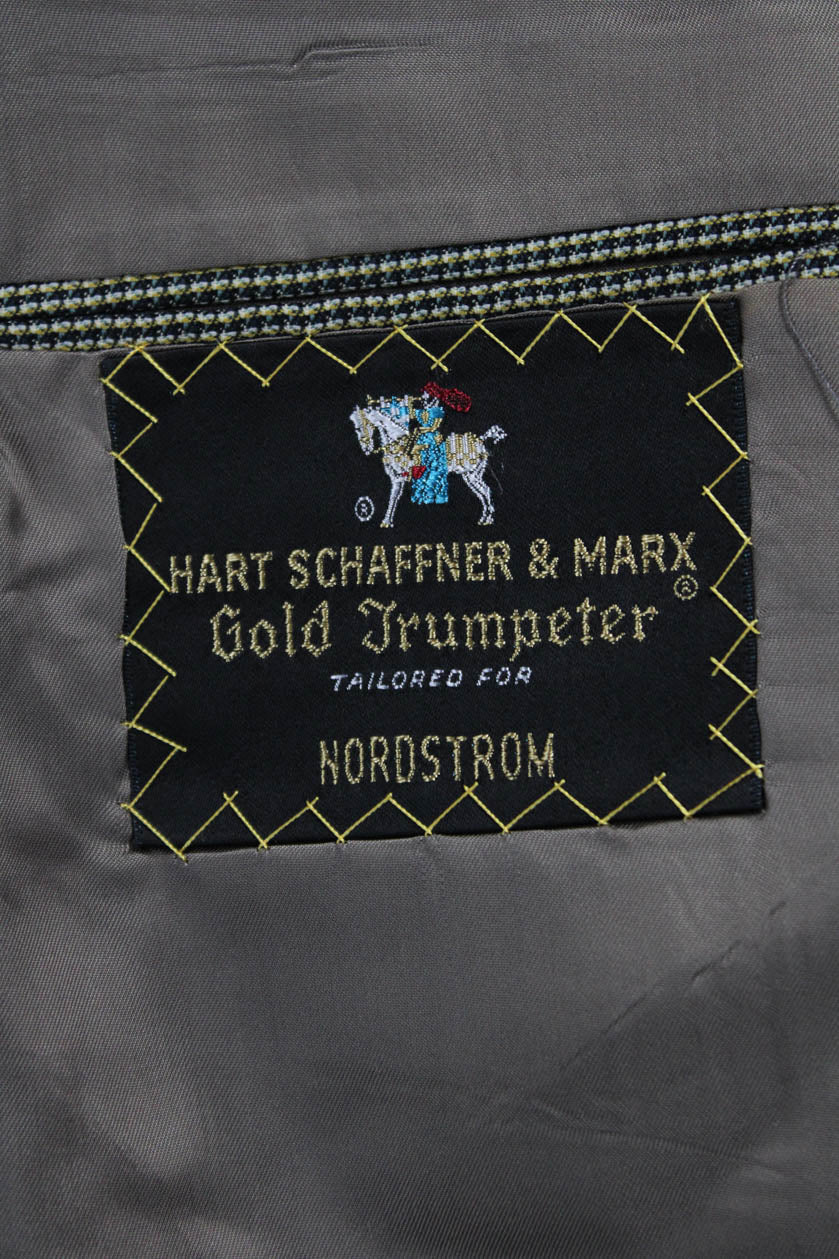 ®
HART SCHAFFNER & MARX
®
Gold Trumpeter
TAILORED FOR
NORDSTROM